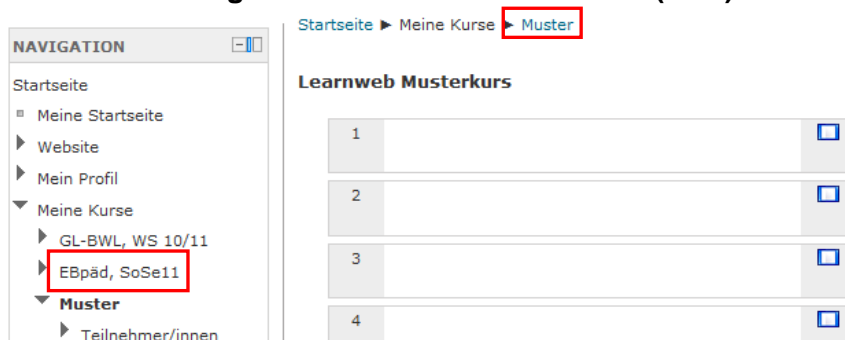 Startseite ► Meine Kurse ► Muster
NAVIGATION
Startseite
Meine Startseite
Website
Mein Profil
Meine Kurse
GL-BWL, WS 10/11
EBpäd, SoSe11
Muster
Teilnehmer/innen
Learnweb Musterkurs
1
2
3
4